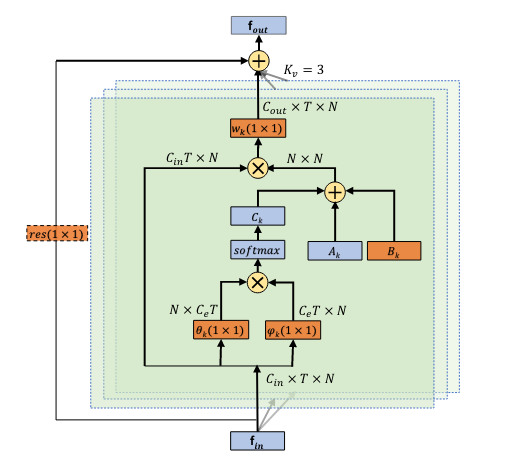 f_out
K_v = 3
C_out × T × N
w_k(1×1)
C_in T × N
N × N
C_k
res(1×1)
softmax
A_k
B_k
N × C_e T
C_e T × N
θ_k(1×1)
φ_k(1×1)
C_in × T × N
f_in